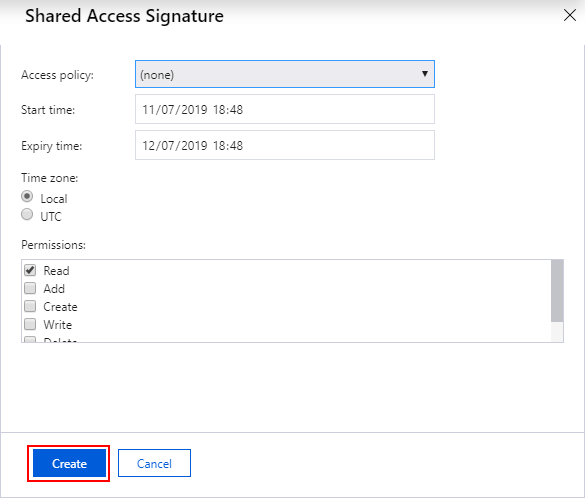 Shared Access Signature
Access policy: (none)
Start time: 11/07/2019 18:48
Expiry time: 12/07/2019 18:48
Time zone:
Local
UTC
Permissions:
Read
Add
Create
Write
Delete
Create Cancel